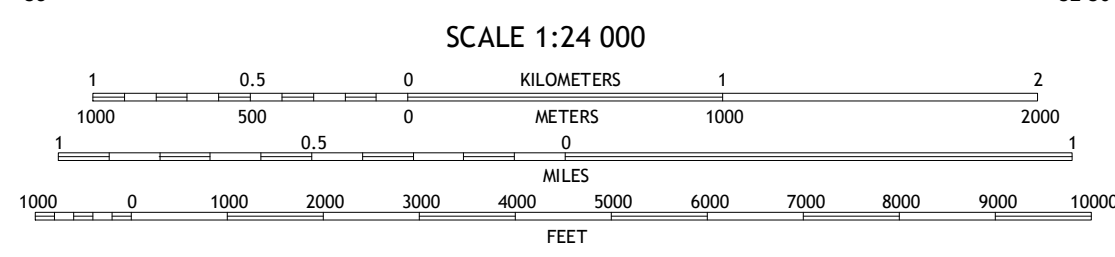 SCALE 1:24 000
1 0.5 0 KILOMETERS 1 2
1000 500 0 METERS 1000 2000
1 0.5 0 1
MILES
1000 0 1000 2000 3000 4000 5000 6000 7000 8000 9000 10000
FEET